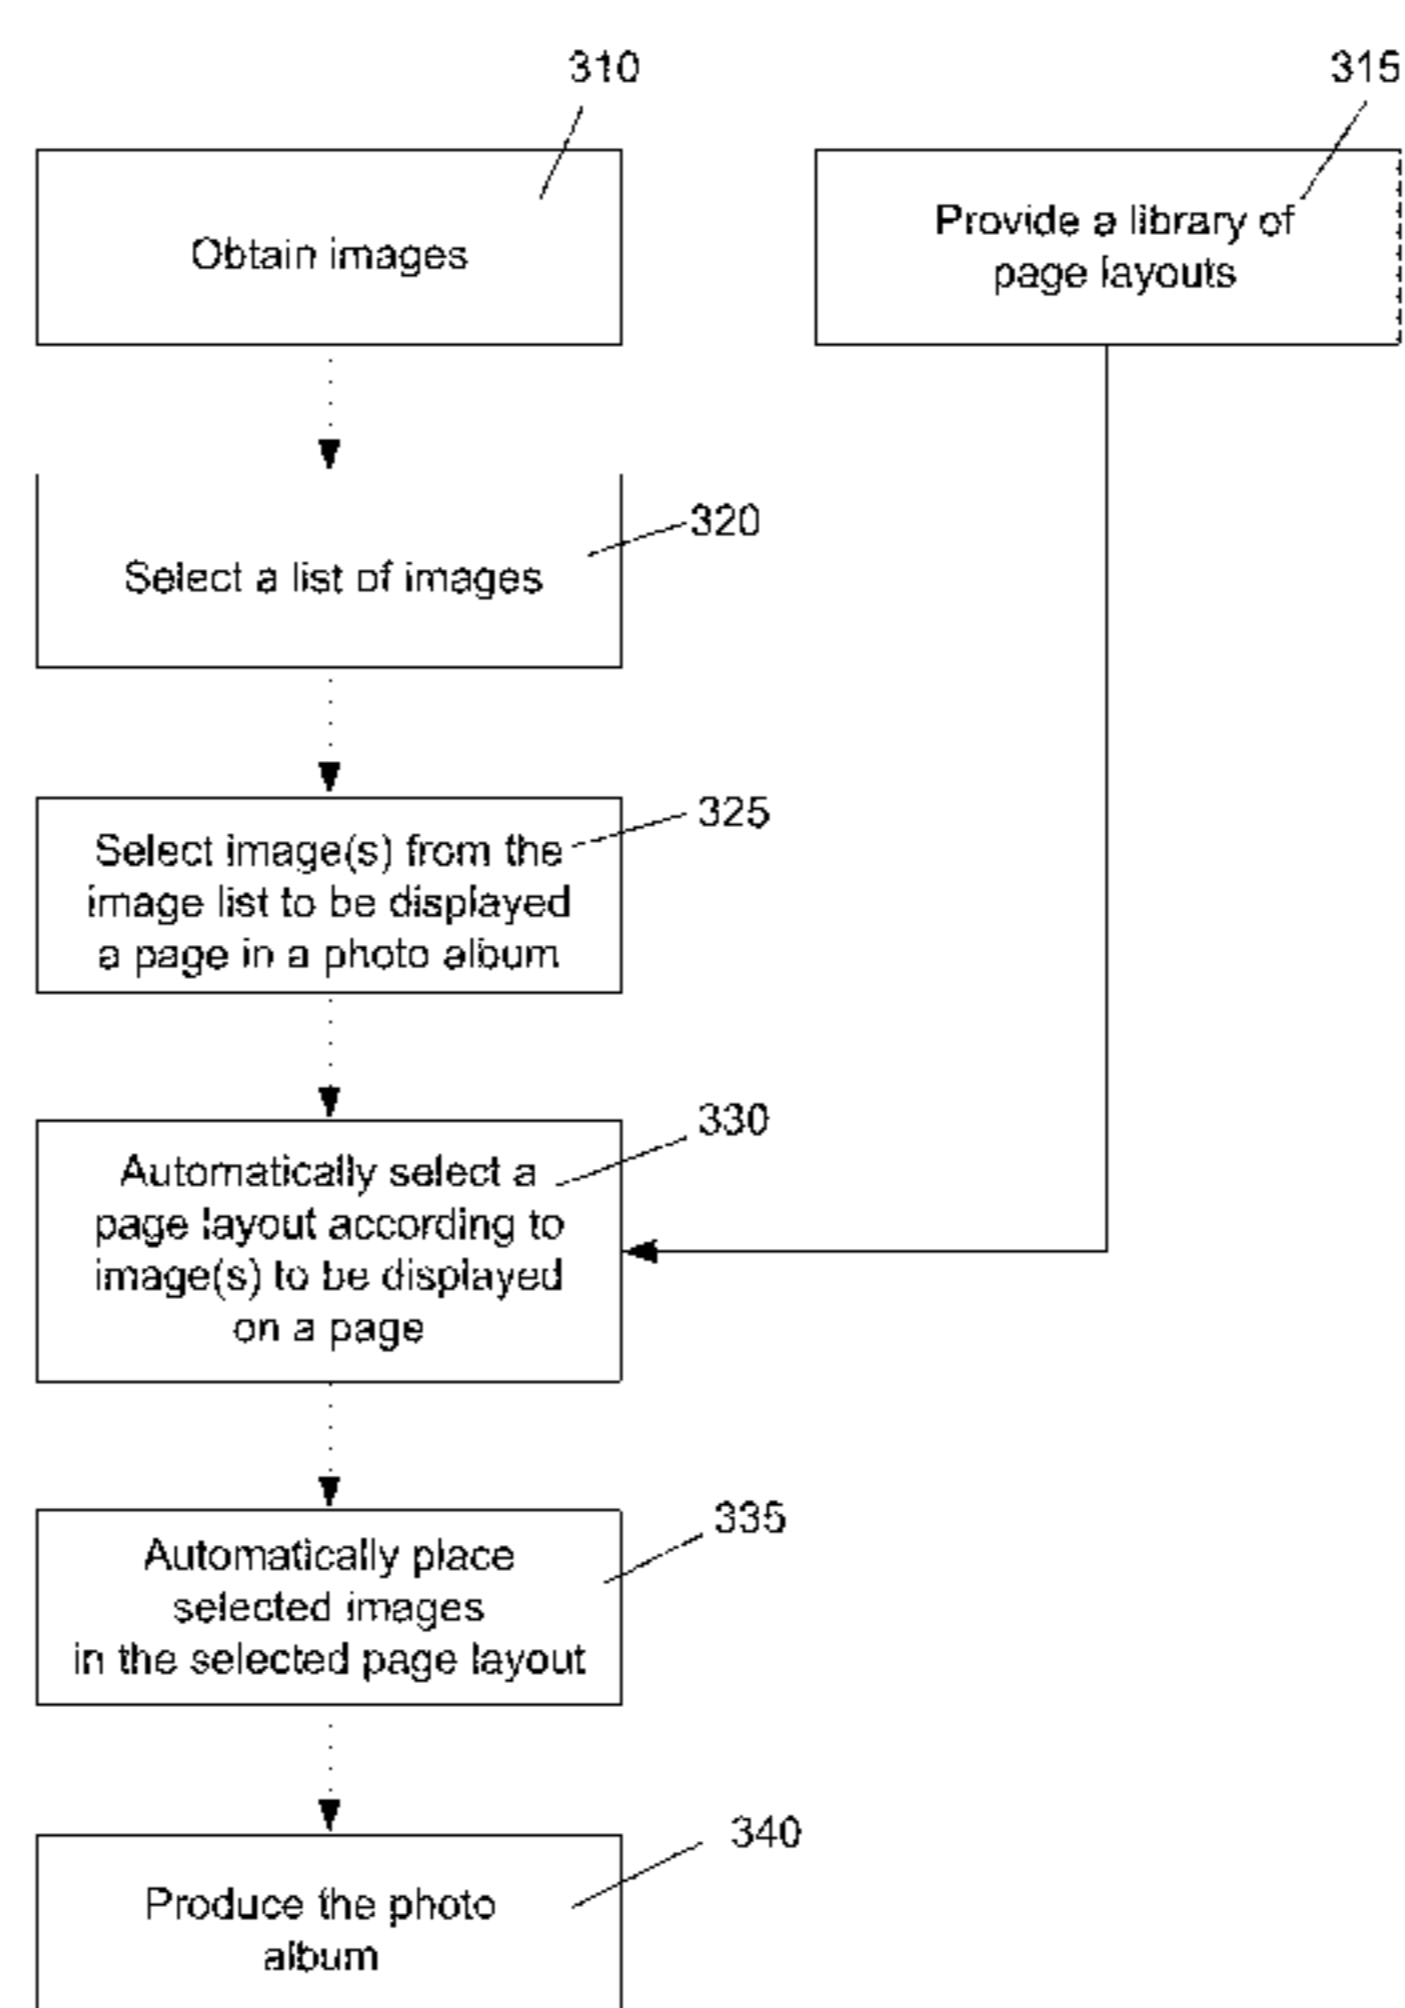 310
315
Obtain images
Provide a library of
page layouts
320
Select a list of images
325
Select image(s) from the
image list to be displayed
a page in a photo album
330
Automatically select a
page layout according to
image(s) to be displayed
on a page
335
Automatically place
selected images
in the selected page layout
340
Produce the photo
album